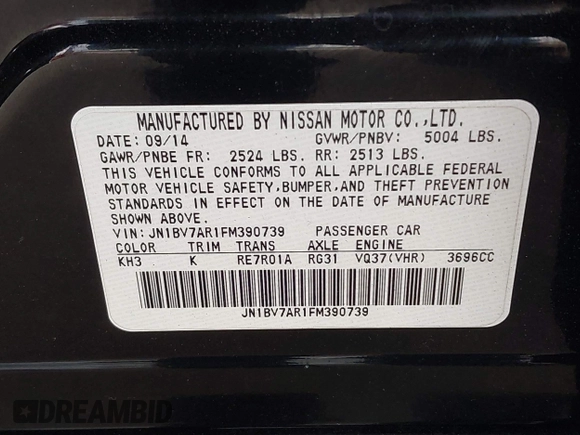 MANUFACTURED BY NISSAN MOTOR CO.,LTD.
DATE: 09/14 GVWR/PNBV: 5004 LBS.
GAWR/PNBE FR: 2524 LBS. RR: 2513 LBS.
THIS VEHICLE CONFORMS TO ALL APPLICABLE FEDERAL
MOTOR VEHICLE SAFETY,BUMPER,AND THEFT PREVENTION
STANDARDS IN EFFECT ON THE DATE OF MANUFACTURE
SHOWN ABOVE.
VIN: JN1BV7AR1FM390739 PASSENGER CAR
COLOR TRIM TRANS AXLE ENGINE
KH3 K RE7R01A RG31 VQ37(VHR) 3696CC
JN1BV7AR1FM390739
DREAMBID